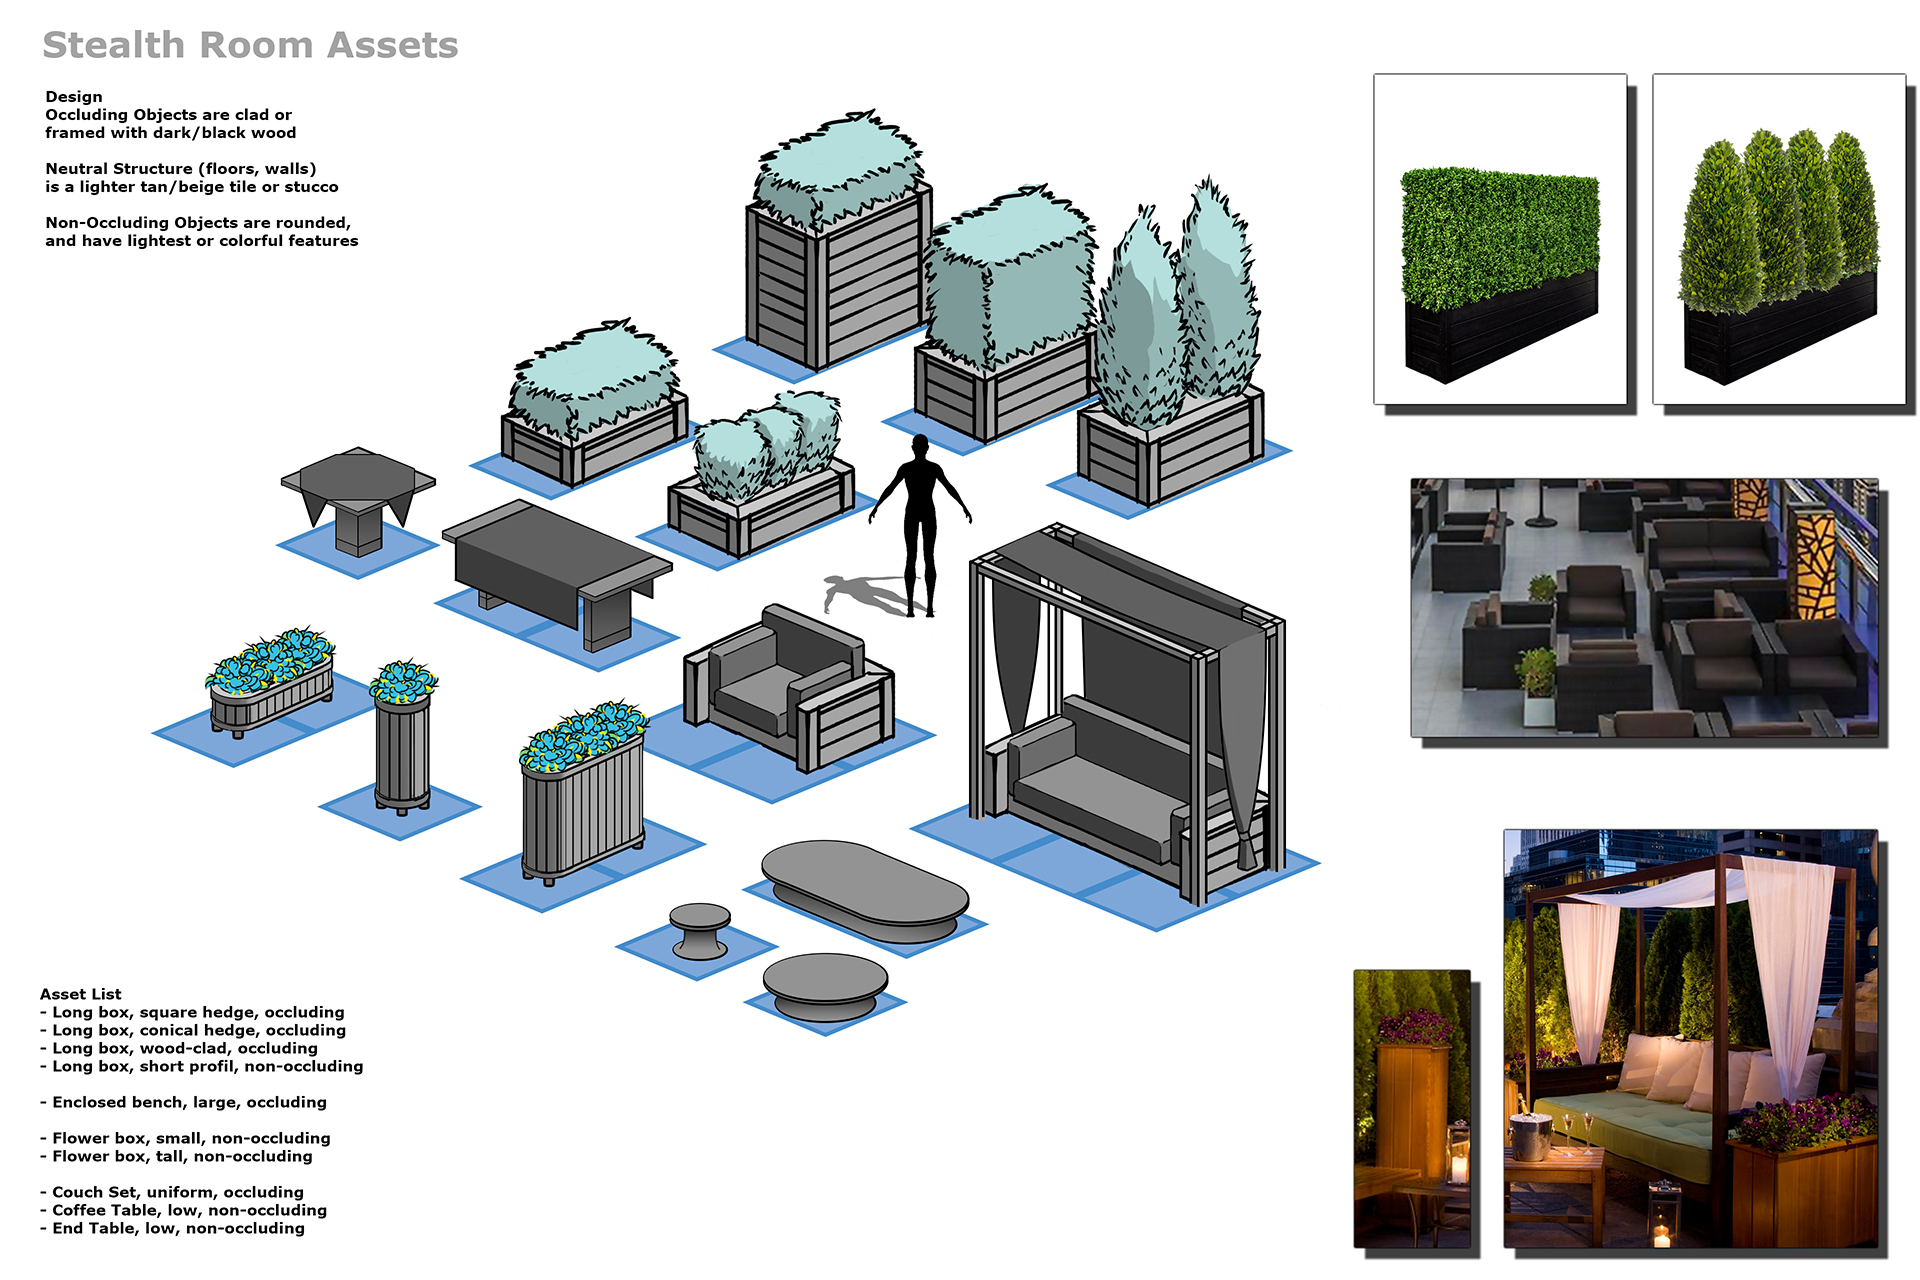 Stealth Room Assets
Design
Occluding Objects are clad or
framed with dark/black wood
Neutral Structure (floors, walls)
is a lighter tan/beige tile or stucco
Non-Occluding Objects are rounded,
and have lightest or colorful features
Asset List
- Long box, square hedge, occluding
- Long box, conical hedge, occluding
- Long box, wood-clad, occluding
- Long box, short profil, non-occluding
- Enclosed bench, large, occluding
- Flower box, small, non-occluding
- Flower box, tall, non-occluding
- Couch Set, uniform, occluding
- Coffee Table, low, non-occluding
- End Table, low, non-occluding